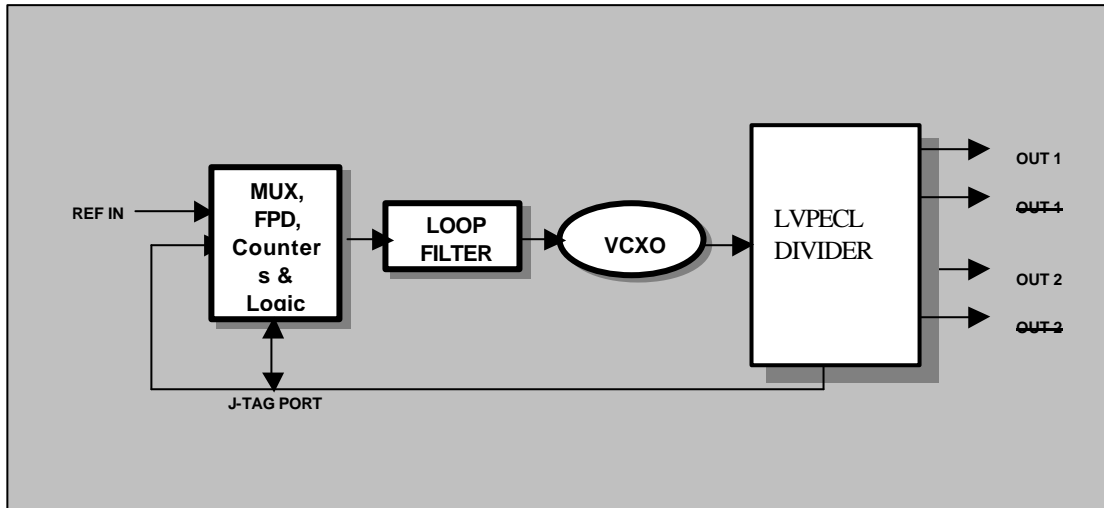 REF IN
MUX,
FPD,
Counter
s &
Logic
LOOP
FILTER
VCXO
LVPECL
DIVIDER
OUT 1
OUT 1
OUT 2
OUT 2
J-TAG PORT